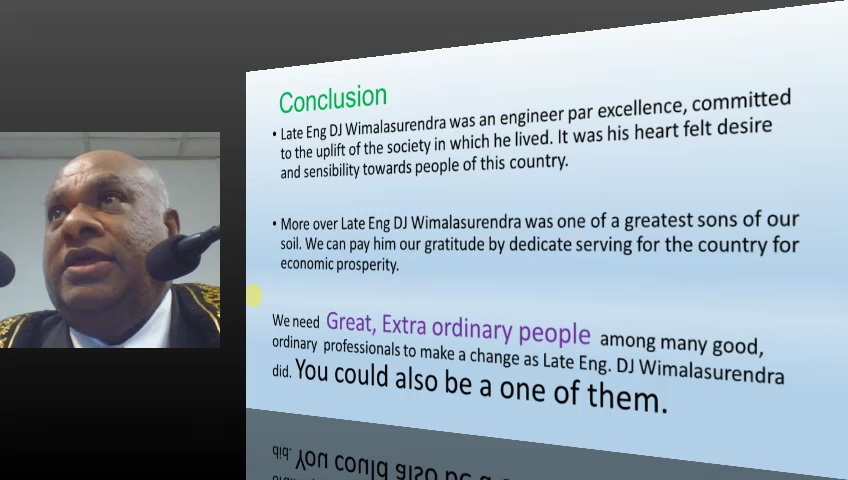 Conclusion
• Late Eng DJ Wimalasurendra was an engineer par excellence, committed
to the uplift of the society in which he lived. It was his heart felt desire
and sensibility towards people of this country.
• More over Late Eng DJ Wimalasurendra was one of a greatest sons of our
soil. We can pay him our gratitude by dedicate serving for the country for
economic prosperity.
We need Great, Extra ordinary people among many good,
ordinary professionals to make a change as Late Eng. DJ Wimalasurendra
did. You could also be a one of them.